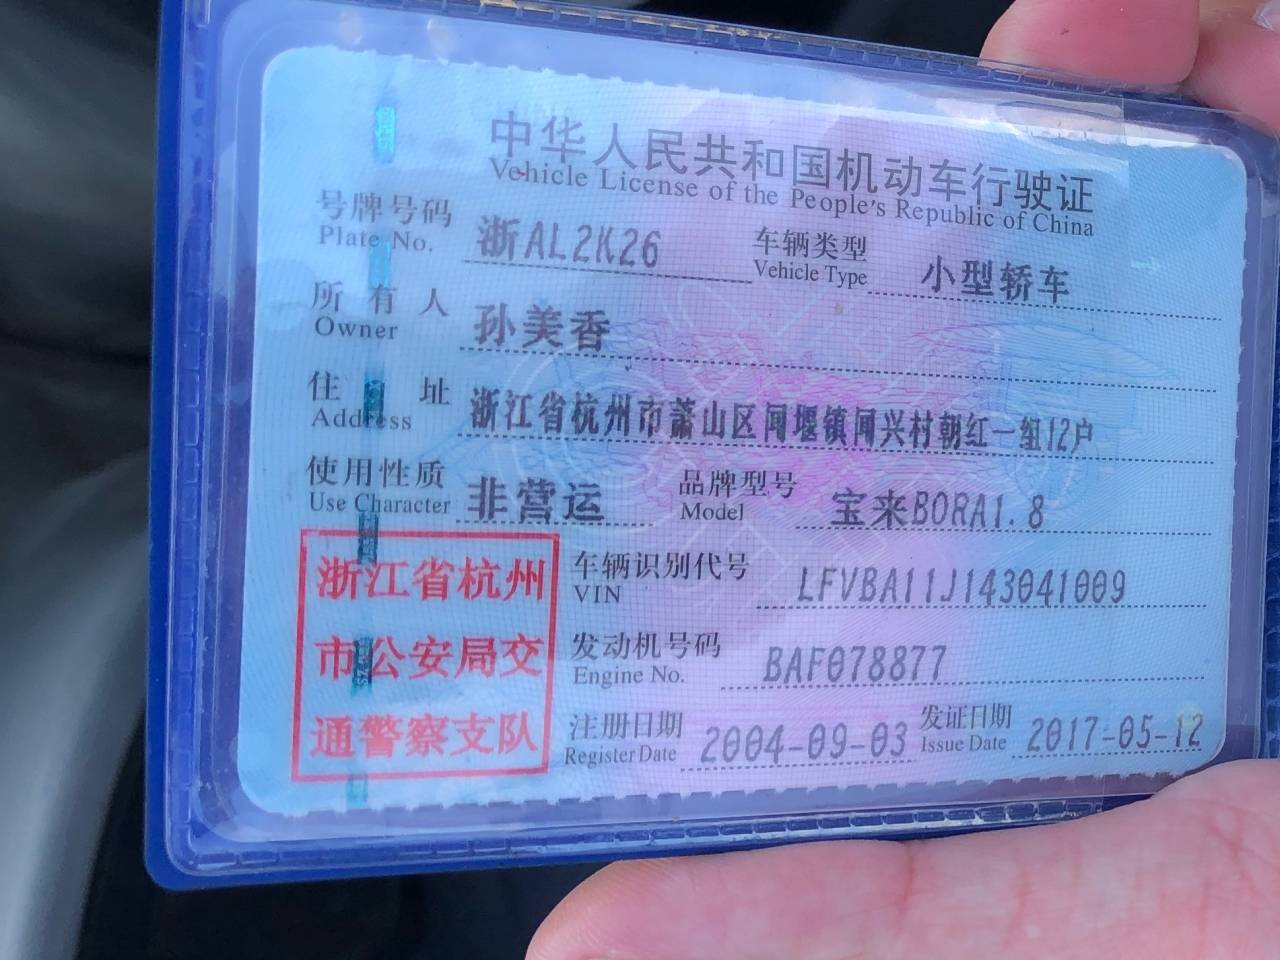 中华人民共和国机动车行驶证
Vehicle License of the People's Republic of China
号牌号码 浙AL2K26 车辆类型 小型轿车
Plate No. Vehicle Type
所有人 孙美香
Owner
住址 浙江省杭州市萧山区闻堰镇闻兴村朝红一组12户
Address
使用性质 非营运 品牌型号 宝来BORA1.8
Use Character Model
浙江省杭州
市公安局交
通警察支队
车辆识别代号 LFVBA11J143041009
VIN
发动机号码 BAF078877
Engine No.
注册日期 2004-09-03 发证日期 2017-05-12
Register Date Issue Date